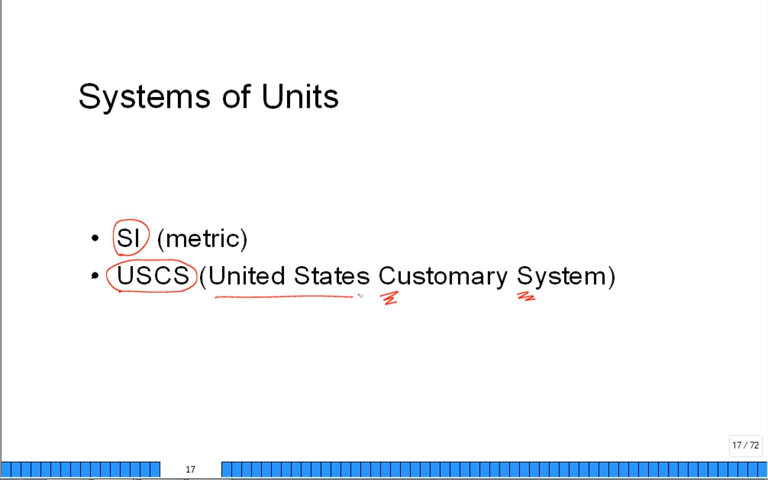 Systems of Units
• SI (metric)
• USCS (United States Customary System)
17 / 72
17